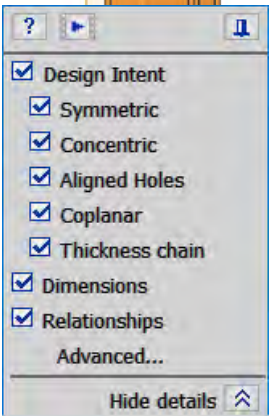 ?
Design Intent
Symmetric
Concentric
Aligned Holes
Coplanar
Thickness chain
Dimensions
Relationships
Advanced...
Hide details